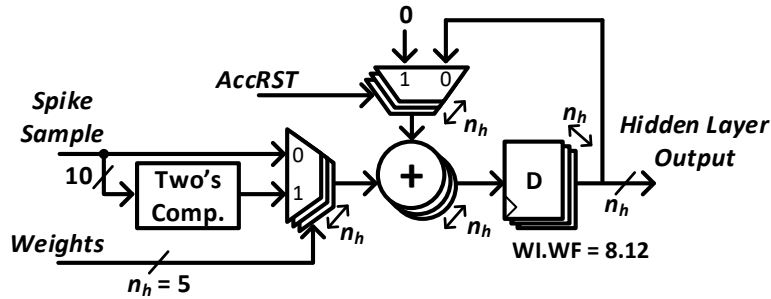 0
1 0
AccRST
n_h
Spike
Sample
n_h
Hidden Layer
Output
0
10
Two's
Comp.
1
+
D
n_h
n_h
n_h
Weights
WI.WF = 8.12
n_h = 5